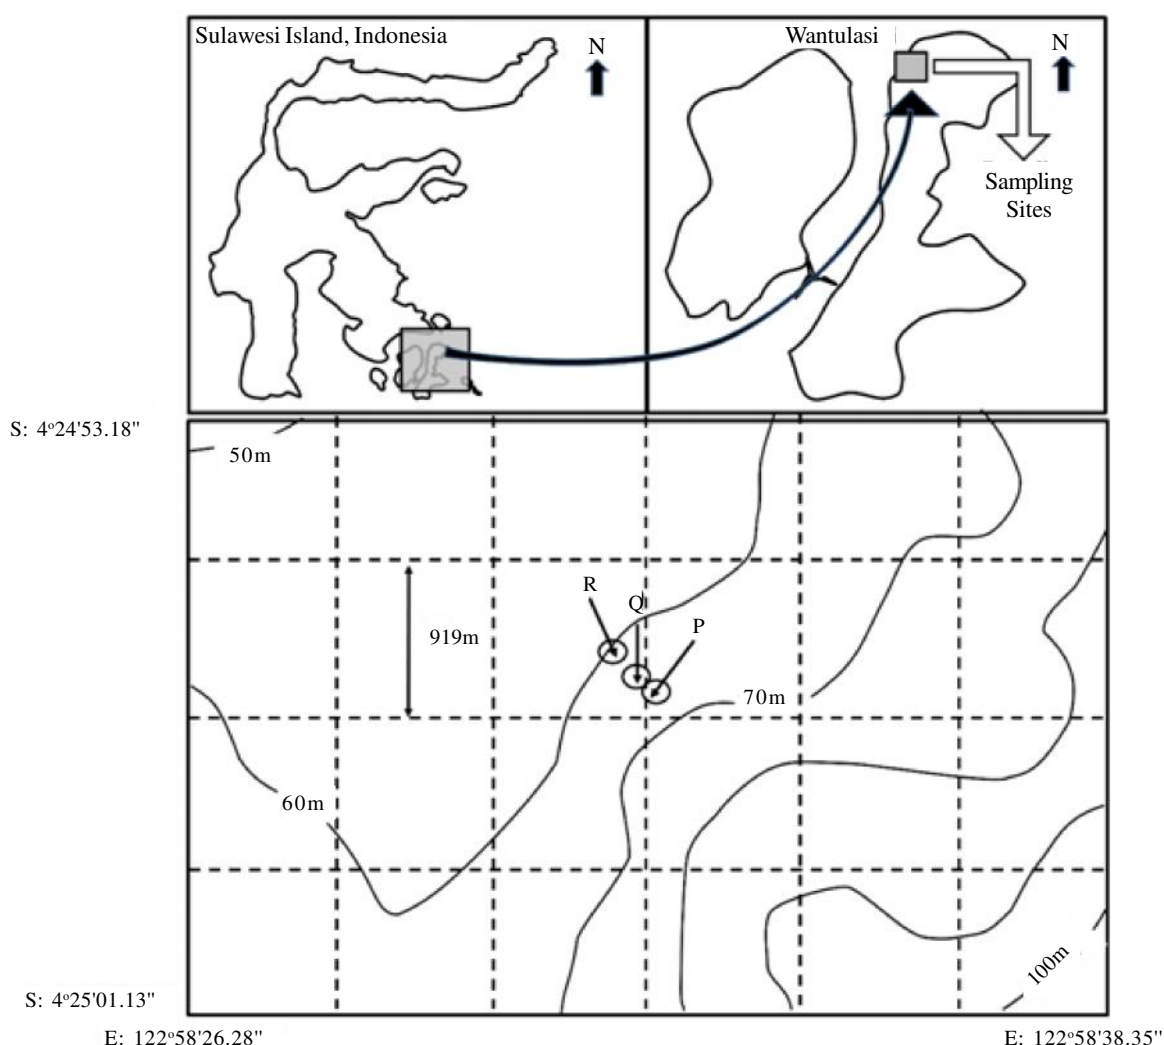 Sulawesi Island, Indonesia
N
Wantulasi
N
Sampling
Sites
S: 4°24'53.18"
50m
R
Q
P
919m
70m
60m
100m
S: 4°25'01.13"
E: 122°58'26.28"
E: 122°58'38.35"